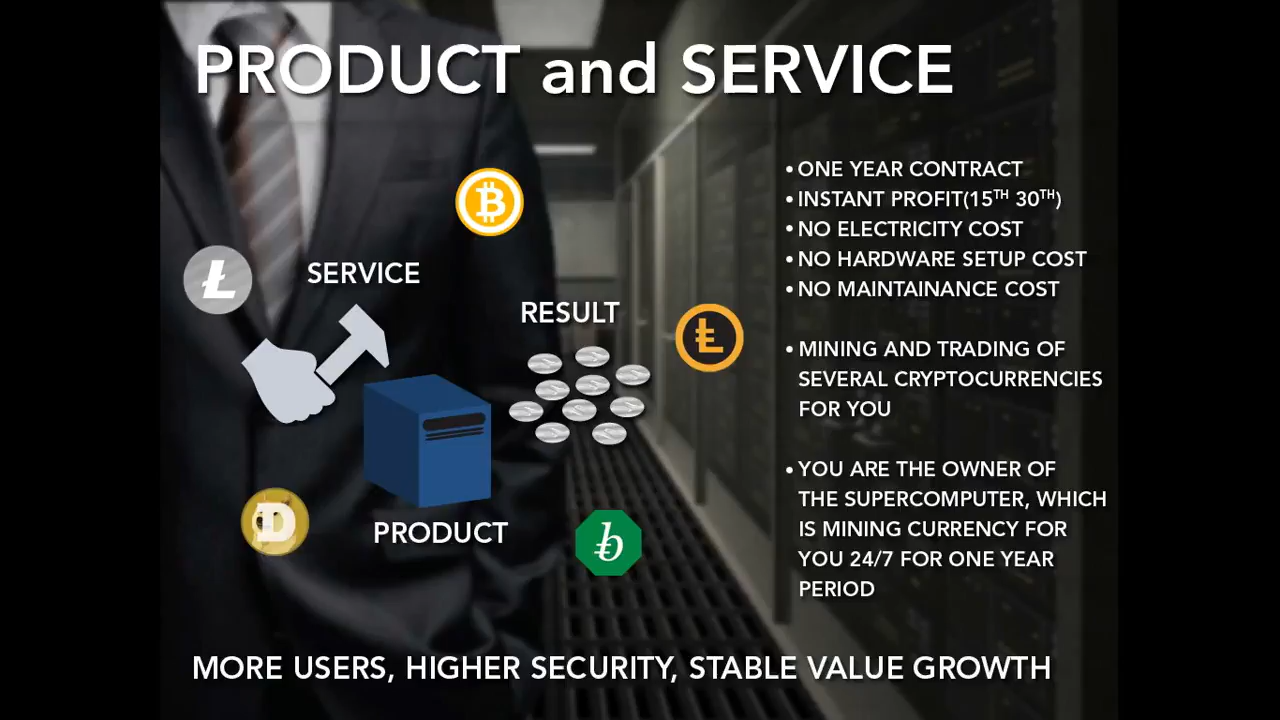 PRODUCT and SERVICE
SERVICE
RESULT
PRODUCT
• ONE YEAR CONTRACT
• INSTANT PROFIT(15TH 30TH)
• NO ELECTRICITY COST
• NO HARDWARE SETUP COST
• NO MAINTAINANCE COST
• MINING AND TRADING OF
SEVERAL CRYPTOCURRENCIES
FOR YOU
• YOU ARE THE OWNER OF
THE SUPERCOMPUTER, WHICH
IS MINING CURRENCY FOR
YOU 24/7 FOR ONE YEAR
PERIOD
MORE USERS, HIGHER SECURITY, STABLE VALUE GROWTH